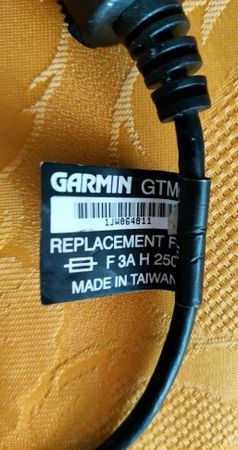 GARMIN GTM
1JW064811
REPLACEMENT F
F 3A H 250
MADE IN TAIWAN